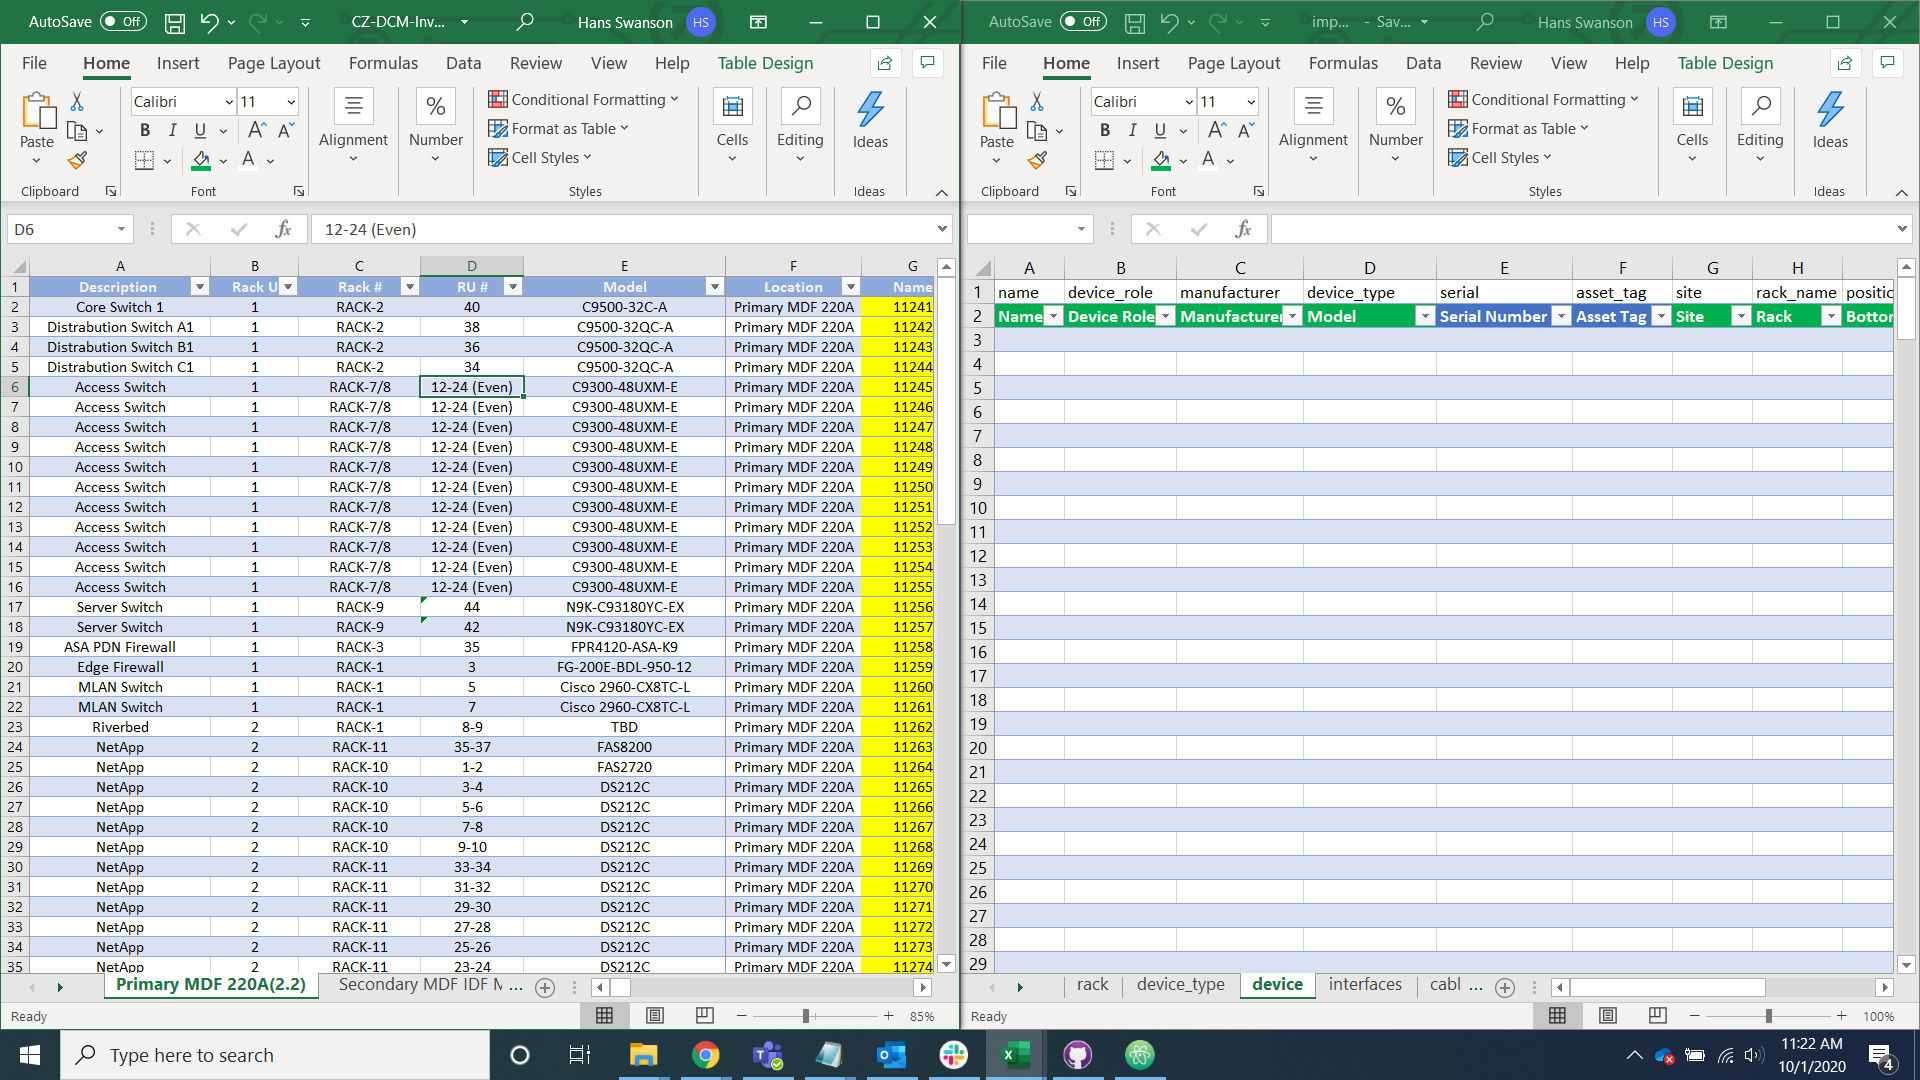 AutoSave Off CZ-DCM-Inv... Hans Swanson HS
File Home Insert Page Layout Formulas Data Review View Help Table Design
Calibri 11
Paste
B I U A A
A
Alignment
%
Number
Conditional Formatting
Format as Table
Cell Styles
Cells
Editing
Ideas
Clipboard Font Styles Ideas
D6 fx 12-24 (Even)
A B C D E F G
1 Description Rack U Rack # RU # Model Location Name
2 Core Switch 1 1 RACK-2 40 C9500-32C-A Primary MDF 220A 11241
3 Distrabution Switch A1 1 RACK-2 38 C9500-32QC-A Primary MDF 220A 11242
4 Distrabution Switch B1 1 RACK-2 36 C9500-32QC-A Primary MDF 220A 11243
5 Distrabution Switch C1 1 RACK-2 34 C9500-32QC-A Primary MDF 220A 11244
6 Access Switch 1 RACK-7/8 12-24 (Even) C9300-48UXM-E Primary MDF 220A 11245
7 Access Switch 1 RACK-7/8 12-24 (Even) C9300-48UXM-E Primary MDF 220A 11246
8 Access Switch 1 RACK-7/8 12-24 (Even) C9300-48UXM-E Primary MDF 220A 11247
9 Access Switch 1 RACK-7/8 12-24 (Even) C9300-48UXM-E Primary MDF 220A 11248
10 Access Switch 1 RACK-7/8 12-24 (Even) C9300-48UXM-E Primary MDF 220A 11249
11 Access Switch 1 RACK-7/8 12-24 (Even) C9300-48UXM-E Primary MDF 220A 11250
12 Access Switch 1 RACK-7/8 12-24 (Even) C9300-48UXM-E Primary MDF 220A 11251
13 Access Switch 1 RACK-7/8 12-24 (Even) C9300-48UXM-E Primary MDF 220A 11252
14 Access Switch 1 RACK-7/8 12-24 (Even) C9300-48UXM-E Primary MDF 220A 11253
15 Access Switch 1 RACK-7/8 12-24 (Even) C9300-48UXM-E Primary MDF 220A 11254
16 Access Switch 1 RACK-7/8 12-24 (Even) C9300-48UXM-E Primary MDF 220A 11255
17 Server Switch 1 RACK-9 44 N9K-C93180YC-EX Primary MDF 220A 11256
18 Server Switch 1 RACK-9 42 N9K-C93180YC-EX Primary MDF 220A 11257
19 ASA PDN Firewall 1 RACK-3 35 FPR4120-ASA-K9 Primary MDF 220A 11258
20 Edge Firewall 1 RACK-1 3 FG-200E-BDL-950-12 Primary MDF 220A 11259
21 MLAN Switch 1 RACK-1 5 Cisco 2960-CX8TC-L Primary MDF 220A 11260
22 MLAN Switch 1 RACK-1 7 Cisco 2960-CX8TC-L Primary MDF 220A 11261
23 Riverbed 2 RACK-1 8-9 TBD Primary MDF 220A 11262
24 NetApp 2 RACK-11 35-37 FAS8200 Primary MDF 220A 11263
25 NetApp 2 RACK-10 1-2 FAS2720 Primary MDF 220A 11264
26 NetApp 2 RACK-10 3-4 DS212C Primary MDF 220A 11265
27 NetApp 2 RACK-10 5-6 DS212C Primary MDF 220A 11266
28 NetApp 2 RACK-10 7-8 DS212C Primary MDF 220A 11267
29 NetApp 2 RACK-10 9-10 DS212C Primary MDF 220A 11268
30 NetApp 2 RACK-11 33-34 DS212C Primary MDF 220A 11269
31 NetApp 2 RACK-11 31-32 DS212C Primary MDF 220A 11270
32 NetApp 2 RACK-11 29-30 DS212C Primary MDF 220A 11271
33 NetApp 2 RACK-11 27-28 DS212C Primary MDF 220A 11272
34 NetApp 2 RACK-11 25-26 DS212C Primary MDF 220A 11273
35 NetApp 2 RACK-11 23-24 DS212C Primary MDF 220A 11274
Primary MDF 220A(2.2) Secondary MDF IDF M ...
Ready 85%
AutoSave Off imp... - Sav... Hans Swanson HS
File Home Insert Page Layout Formulas Data Review View Help Table Design
Calibri 11
Paste
B I U A A
A
Alignment
%
Number
Conditional Formatting
Format as Table
Cell Styles
Cells
Editing
Ideas
Clipboard Font Styles Ideas
fx
A B C D E F G H
1 name device_role manufacturer device_type serial asset_tag site rack_name positic
2 Name Device Role Manufacturer Model Serial Number Asset Tag Site Rack Bottor
3
4
5
6
7
8
9
10
11
12
13
14
15
16
17
18
19
20
21
22
23
24
25
26
27
28
29
rack device_type device interfaces cabl ...
Ready 100%
Type here to search
11:22 AM
10/1/2020
4